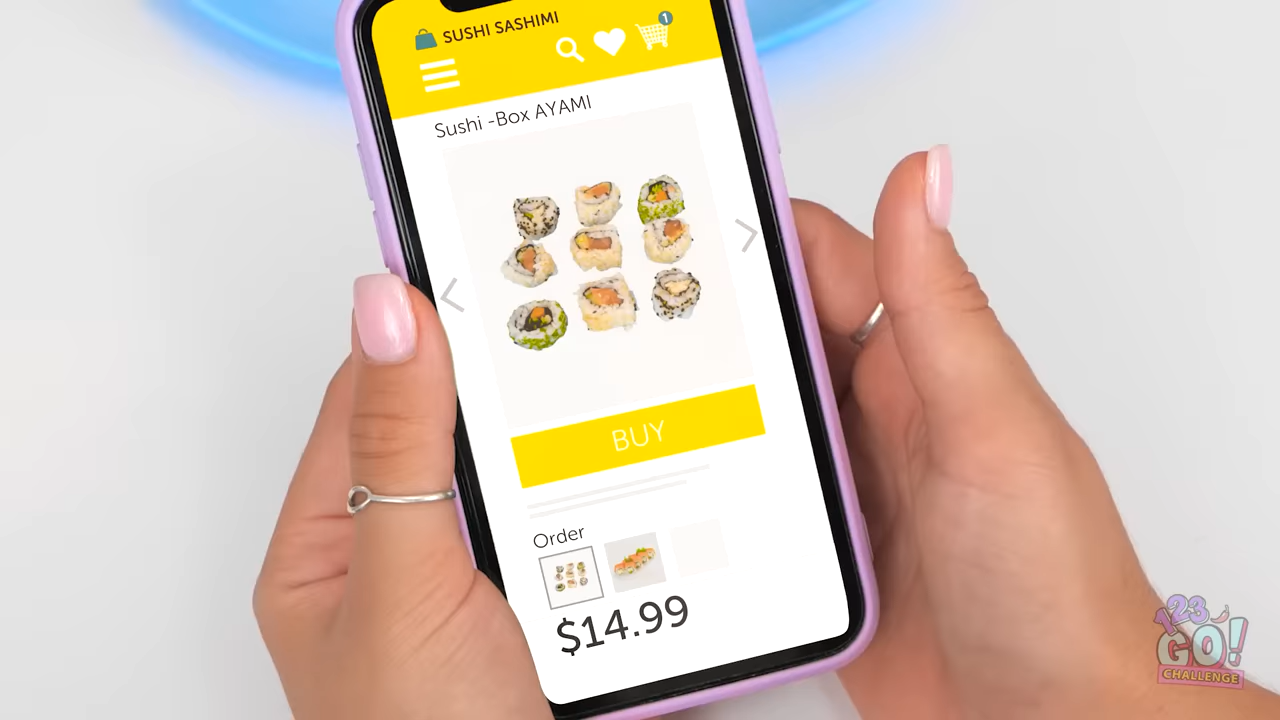 SUSHI SASHIMI
1
Sushi -Box AYAMI
BUY
Order
$14.99
123
GO!
CHALLENGE